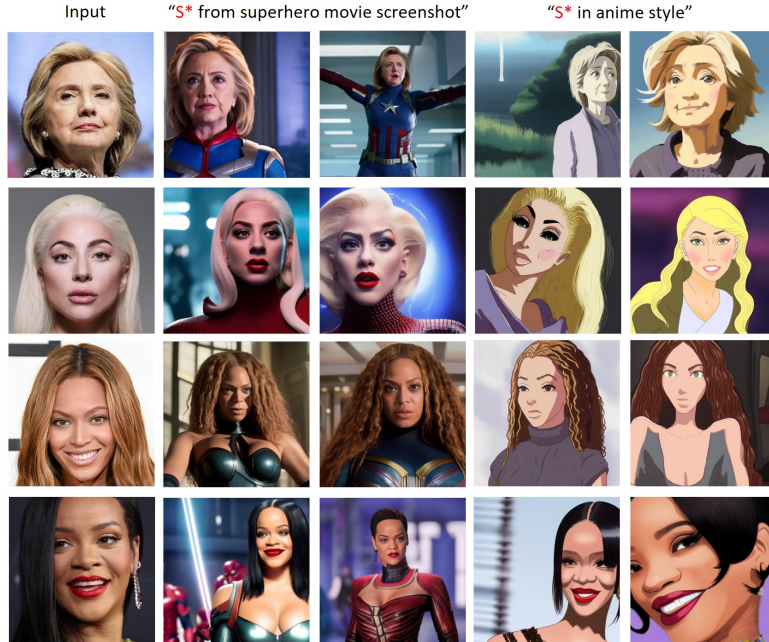 Input
“S* from superhero movie screenshot”
“S* in anime style”